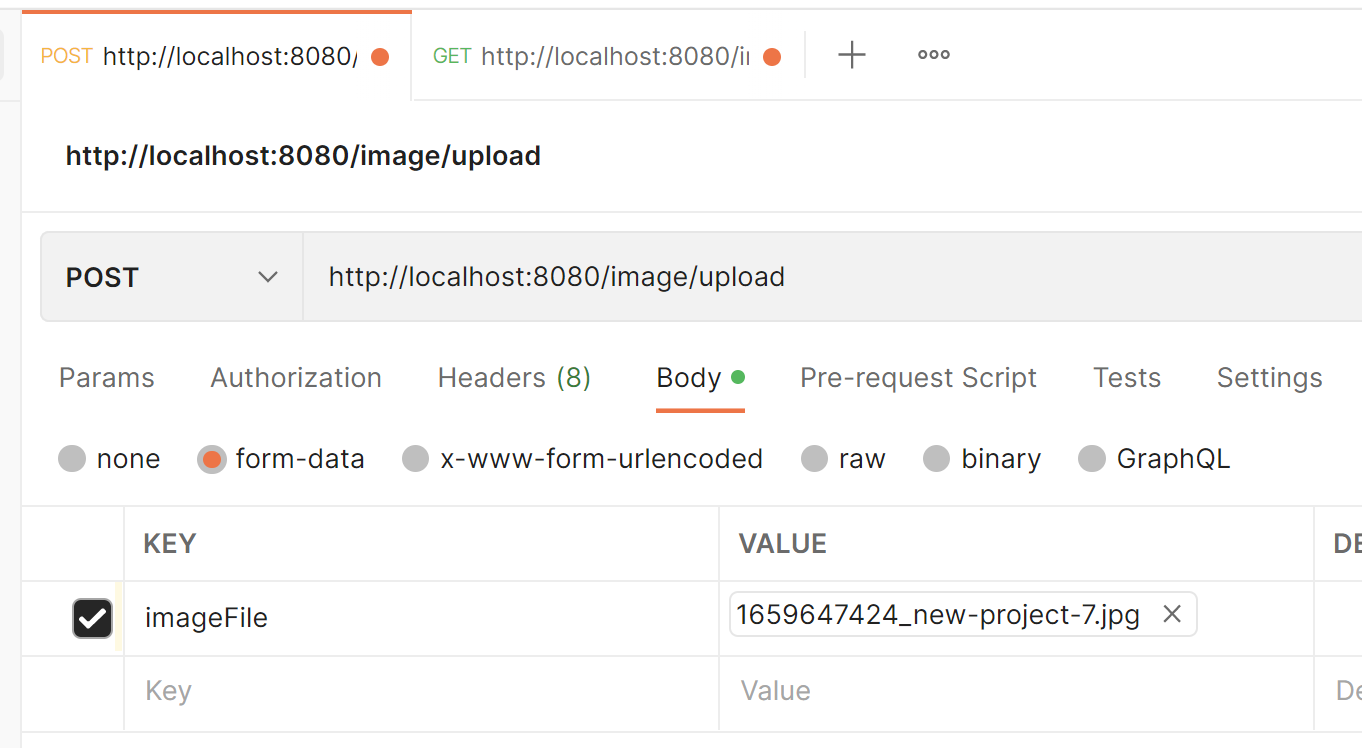 POST http://localhost:8080/ GET http://localhost:8080/i
http://localhost:8080/image/upload
POST http://localhost:8080/image/upload
Params Authorization Headers (8) Body Pre-request Script Tests Settings
none form-data x-www-form-urlencoded raw binary GraphQL
KEY VALUE DE
imageFile 1659647424_new-project-7.jpg
Key Value De